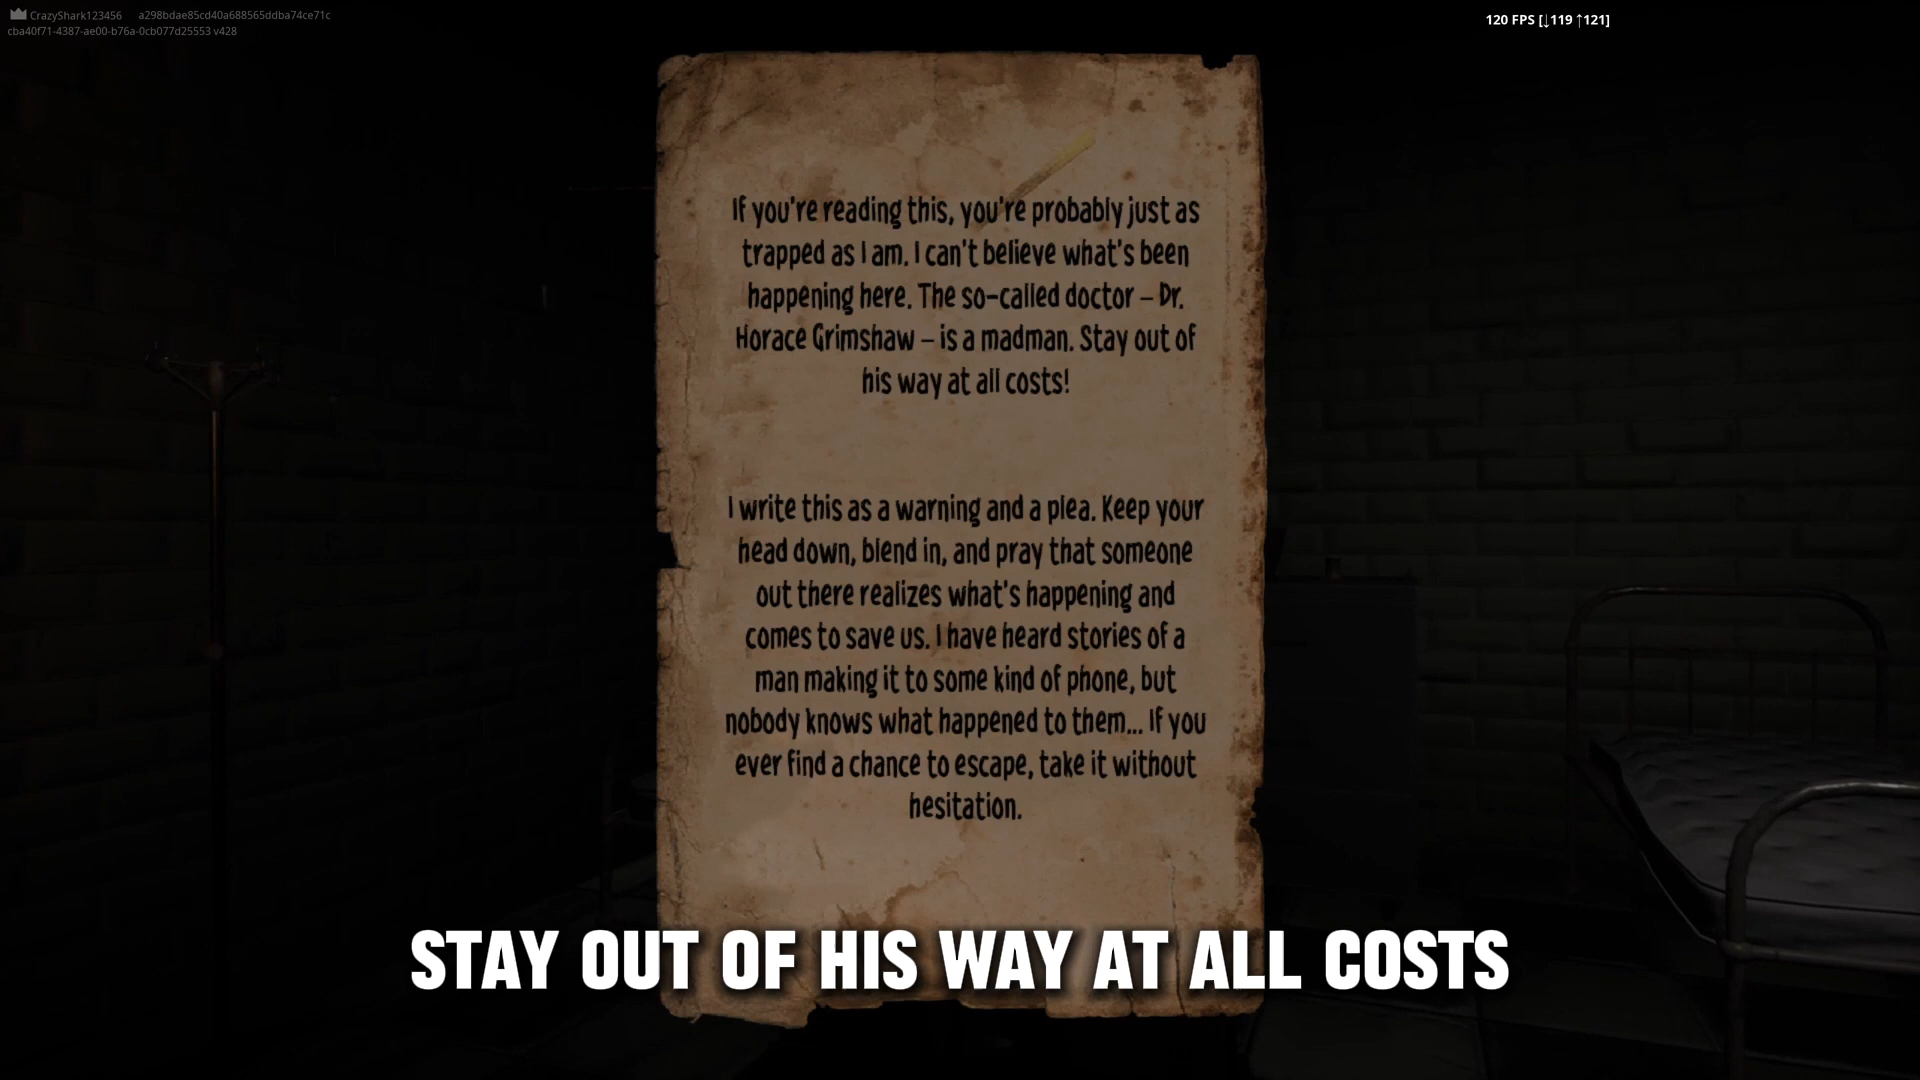 CrazyShark123456 a298bdae85cd40a688565ddba74ce71c
cba40f71-4387-ae00-b76a-0cb077d25553 v428
120 FPS [↓119 ↑121]
If you're reading this, you're probably just as
trapped as I am. I can't believe what's been
happening here. The so-called doctor – Dr.
Horace Grimshaw – is a madman. Stay out of
his way at all costs!
I write this as a warning and a plea. Keep your
head down, blend in, and pray that someone
out there realizes what's happening and
comes to save us. I have heard stories of a
man making it to some kind of phone, but
nobody knows what happened to them... If you
ever find a chance to escape, take it without
hesitation.
STAY OUT OF HIS WAY AT ALL COSTS